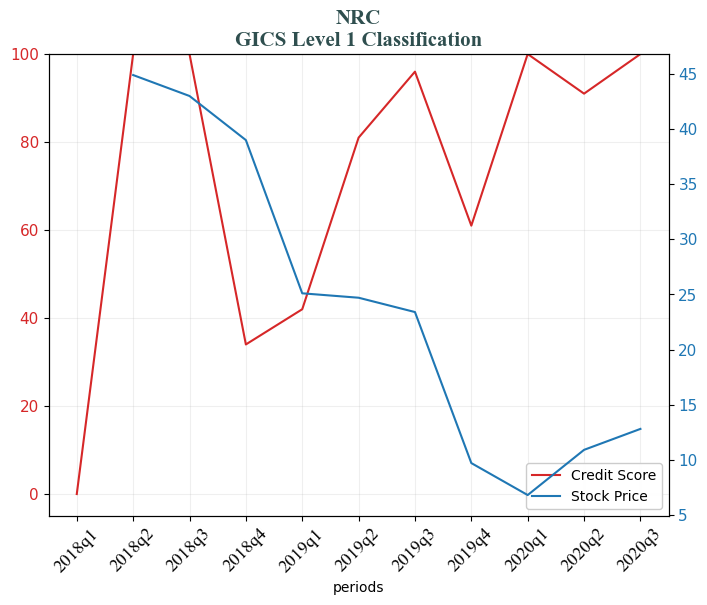 NRC
GICS Level 1 Classification
100
80
60
40
20
0
45
40
35
30
25
20
15
10
5
Credit Score
Stock Price
2018q1
2018q2
2018q3
2018q4
2019q1
2019q2
2019q3
2019q4
2020q1
2020q2
2020q3
periods